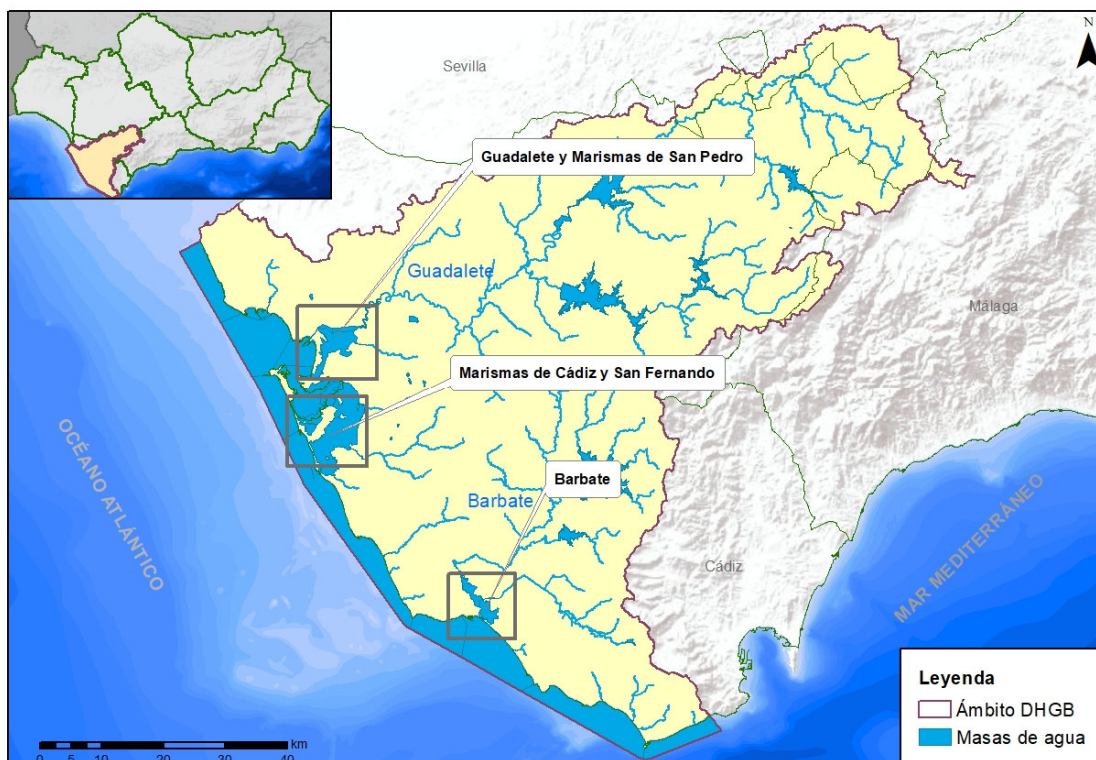 N
Sevilla
Guadalete y Marismas de San Pedro
Guadalete
Málaga
Marismas de Cádiz y San Fernando
OCÉANO ATLÁNTICO
Barbate
Barbate
Cádiz
MAR MEDITERRÁNEO
Leyenda
Ámbito DHGB
Masas de agua
km
0 5 10 20 30 40